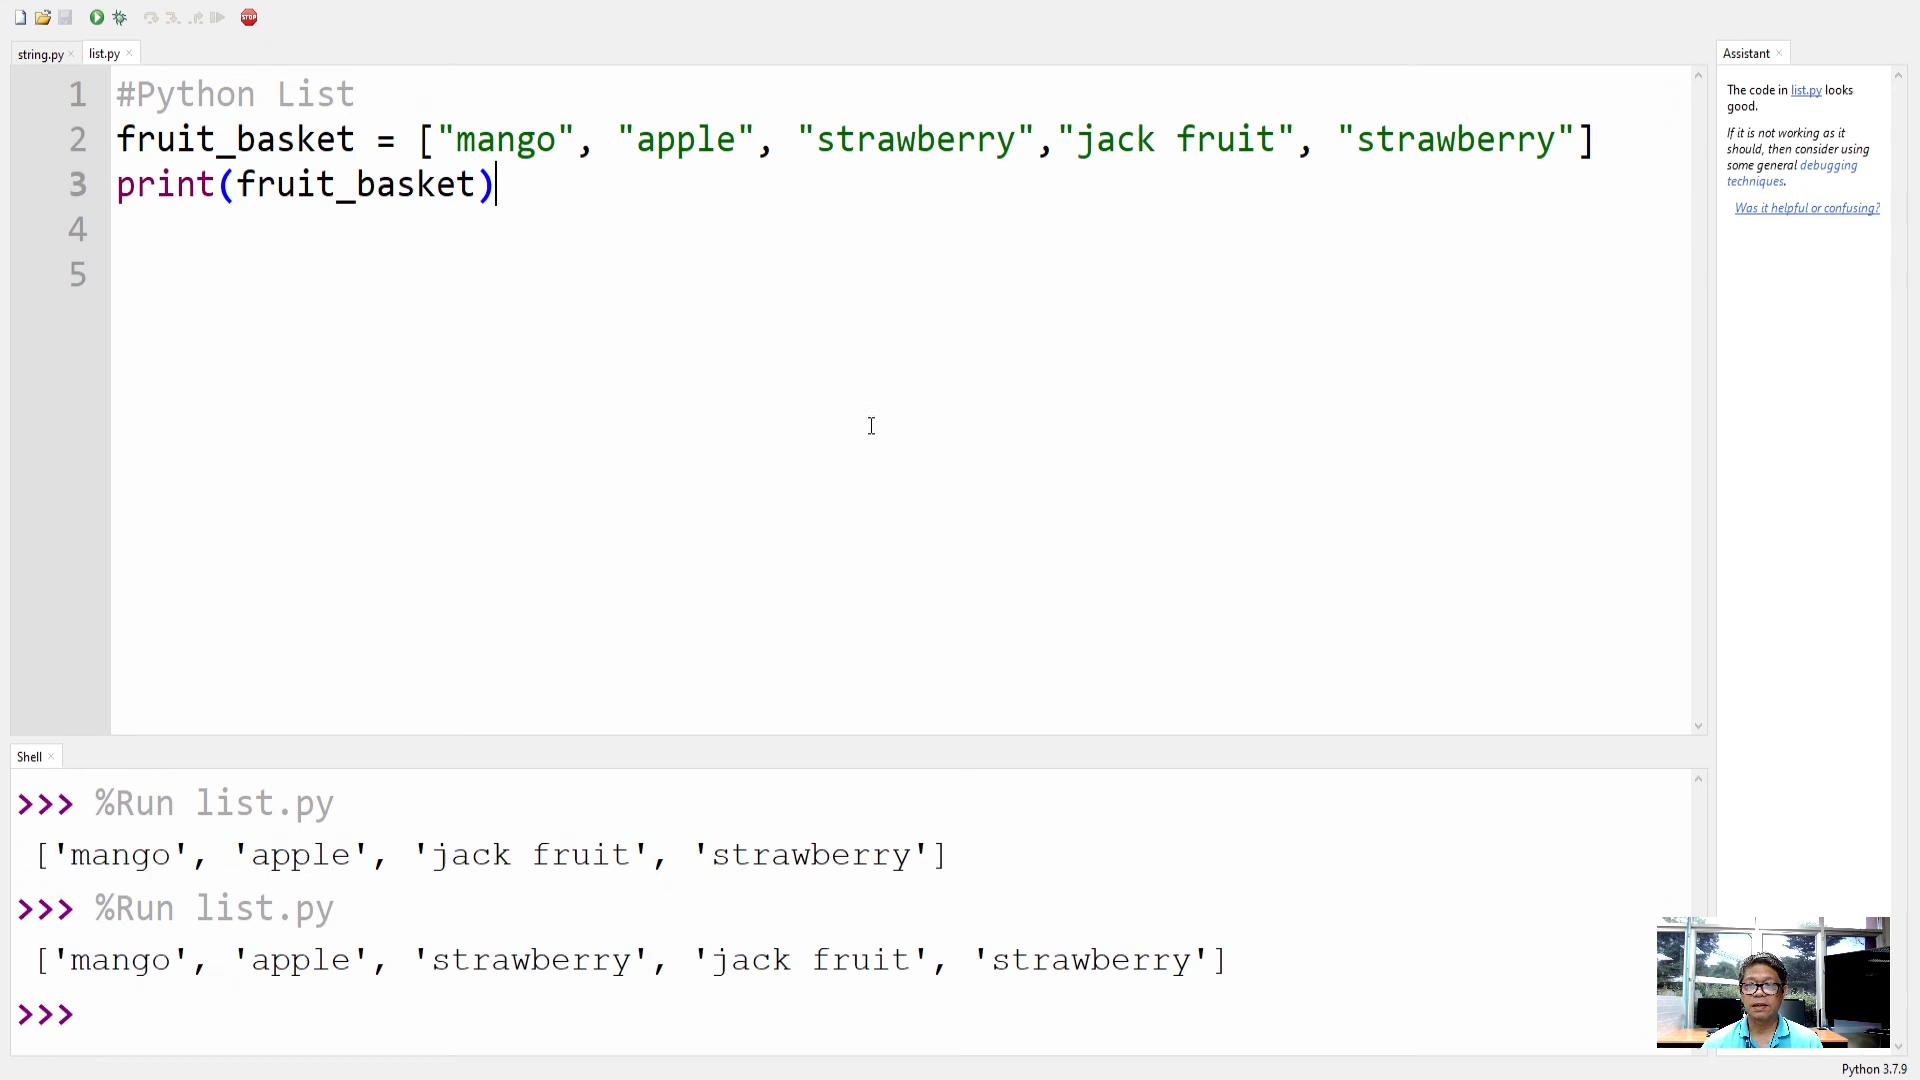 STOP
string.py
list.py
Assistant
1 #Python List
2 fruit_basket = ["mango", "apple", "strawberry","jack fruit", "strawberry"]
3 print(fruit_basket)
4
5
The code in list.py looks
good.
If it is not working as it
should, then consider using
some general debugging
techniques.
Was it helpful or confusing?
Shell
>>> %Run list.py
['mango', 'apple', 'jack fruit', 'strawberry']
>>> %Run list.py
['mango', 'apple', 'strawberry', 'jack fruit', 'strawberry']
>>>
Python 3.7.9